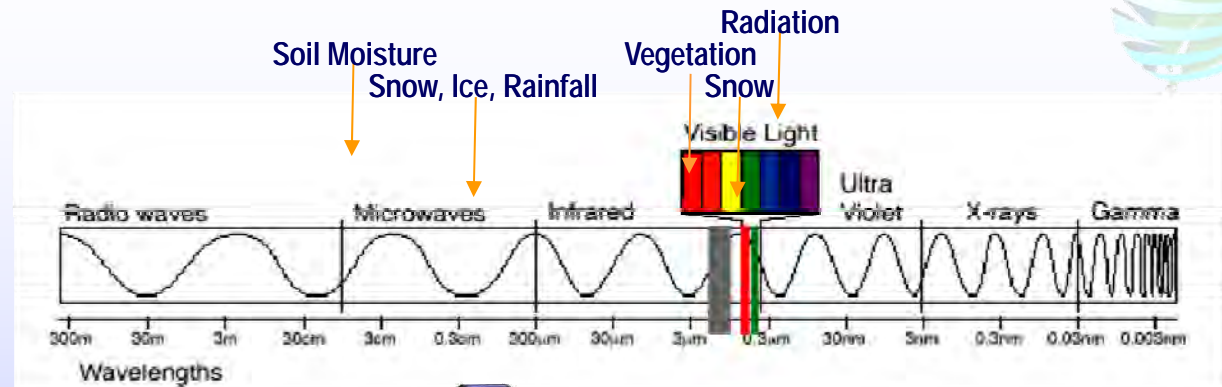 Radiation
Soil Moisture
Vegetation
Snow, Ice, Rainfall
Snow
Visible Light
Ultra
Radio waves
Microwaves
Infrared
Violet
X-rays
Gamma
300m 30m 3m 30cm 3cm 0.3cm 300µm 30µm 3µm 0.3µm 30nm 3nm 0.3nm 0.03nm 0.003nm
Wavelengths